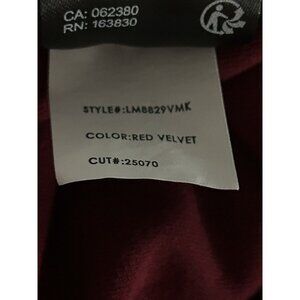 CA: 062380
RN: 163830
STYLE#:LM8829VMK
COLOR:RED VELVET
CUT#:25070